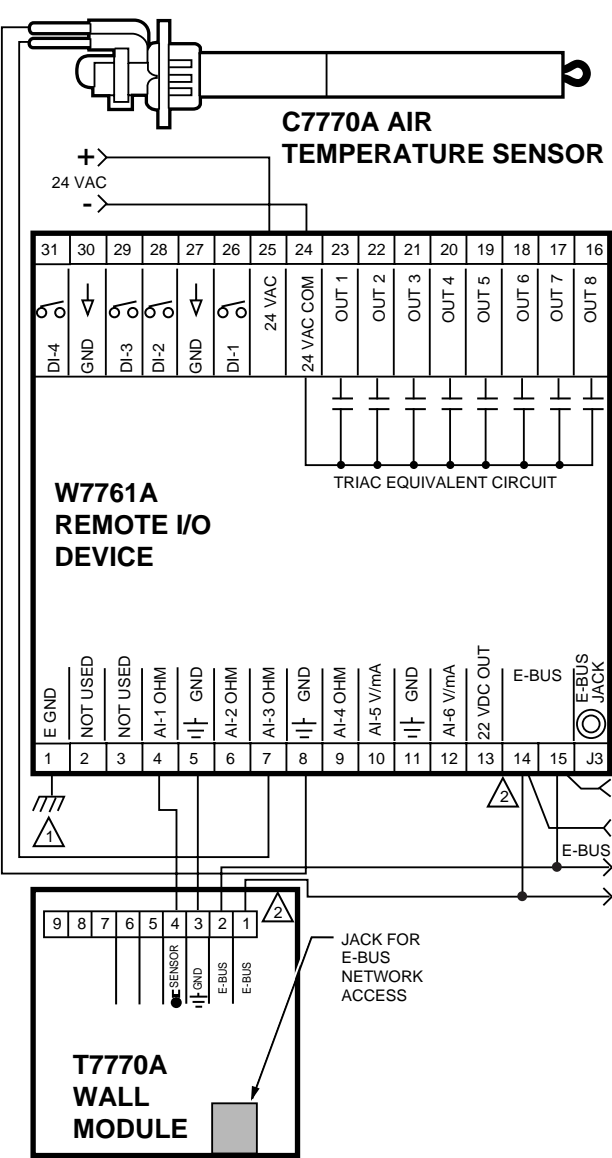 C7770A AIR
TEMPERATURE SENSOR
+
24 VAC
-
31 30 29 28 27 26 25 24 23 22 21 20 19 18 17 16
DI-4
GND
DI-3
DI-2
GND
DI-1
24 VAC
24 VAC COM
OUT 1
OUT 2
OUT 3
OUT 4
OUT 5
OUT 6
OUT 7
OUT 8
TRIAC EQUIVALENT CIRCUIT
W7761A
REMOTE I/O
DEVICE
E GND
NOT USED
NOT USED
AI-1 OHM
GND
AI-2 OHM
AI-3 OHM
GND
AI-4 OHM
AI-5 V/mA
GND
AI-6 V/mA
22 VDC OUT
E-BUS
E-BUS
JACK
1 2 3 4 5 6 7 8 9 10 11 12 13 14 15 J3
2
1
E-BUS
9 8 7 6 5 4 3 2 1
2
SENSOR
GND
E-BUS
E-BUS
JACK FOR
E-BUS
NETWORK
ACCESS
T7770A
WALL
MODULE